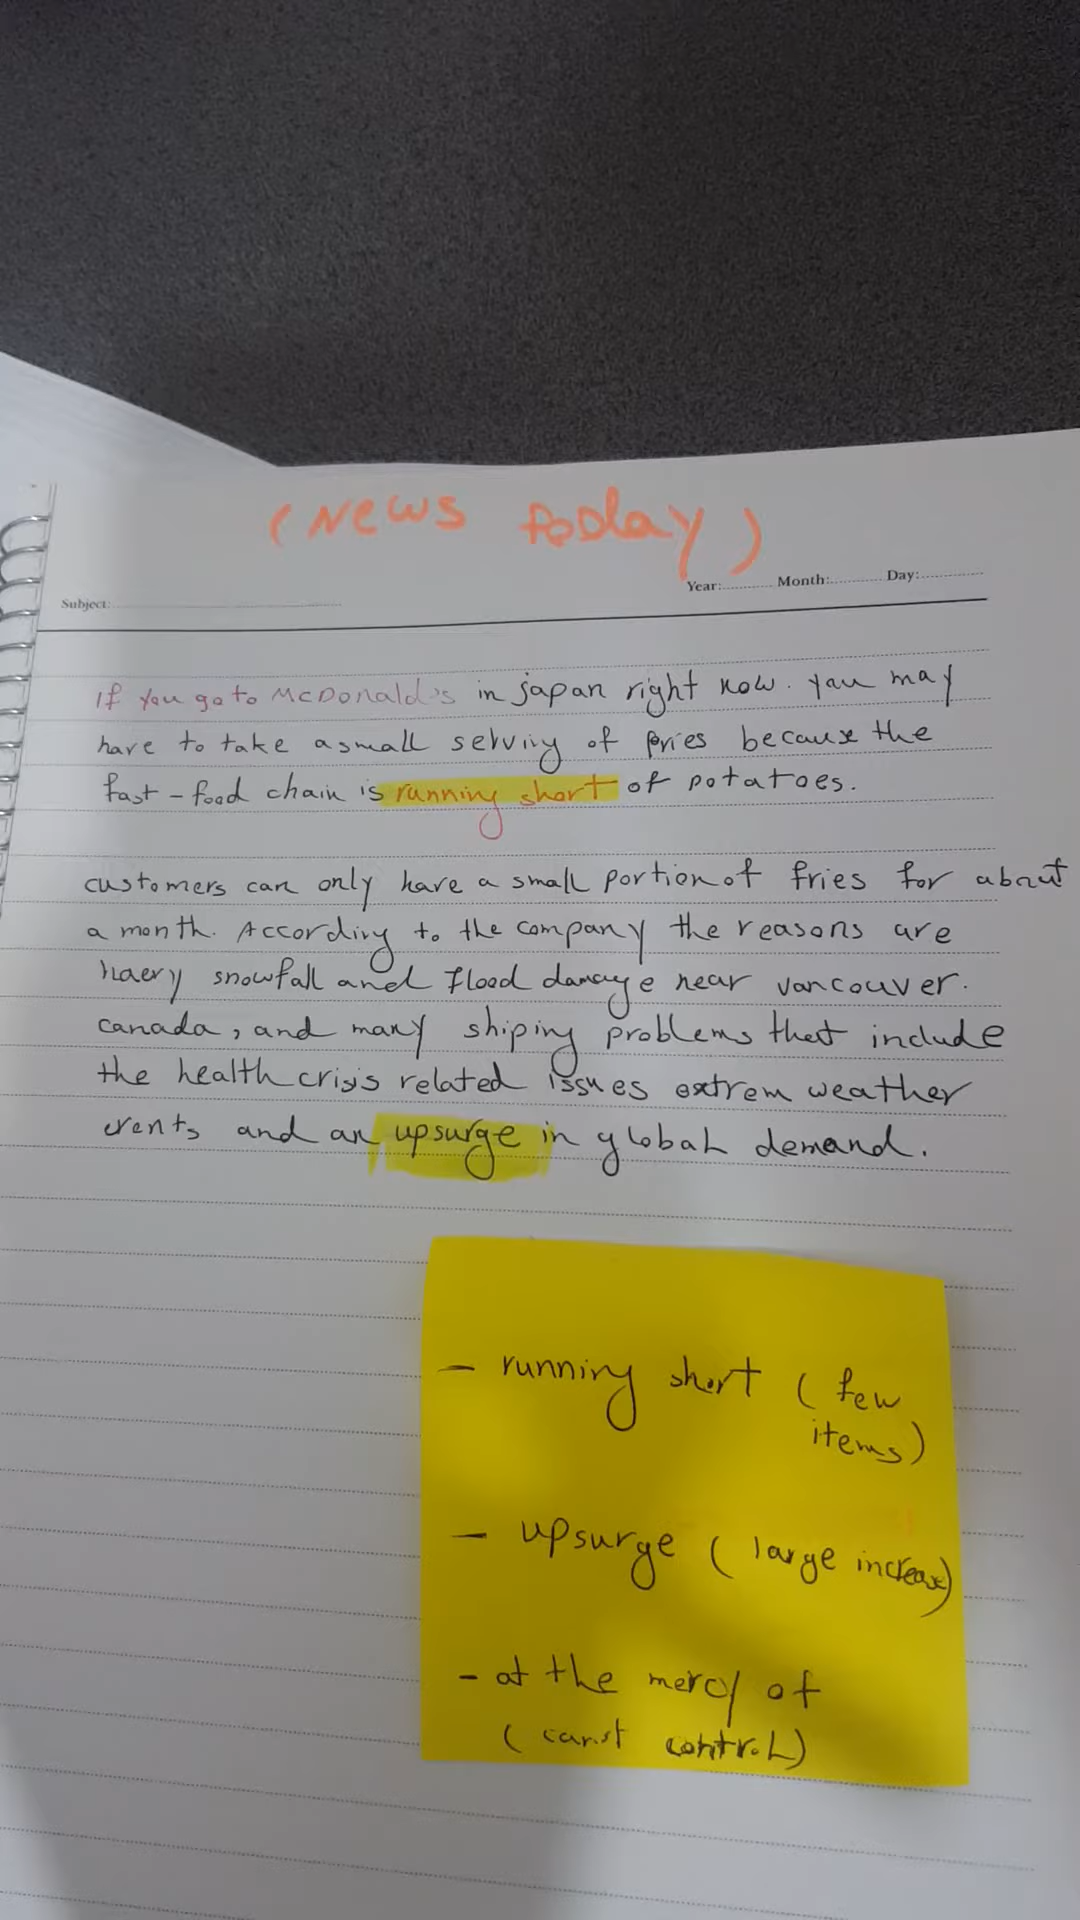 (News today)
Year:.......... Month:.......... Day:..............
Subject:
If you go to McDonald's in japan right now. you may
have to take a small serving of fries because the
fast-food chain is running short of potatoes.
customers can only have a small portion of fries for about
a month. According to the company the reasons are
heavy snowfall and flood damage near vancouver.
canada, and many shiping problems that include
the health crisis related issues extrem weather
events and an upsurge in global demand.
- running short (few
items)
- upsurge (large increase)
- at the mercy of
(can't control)